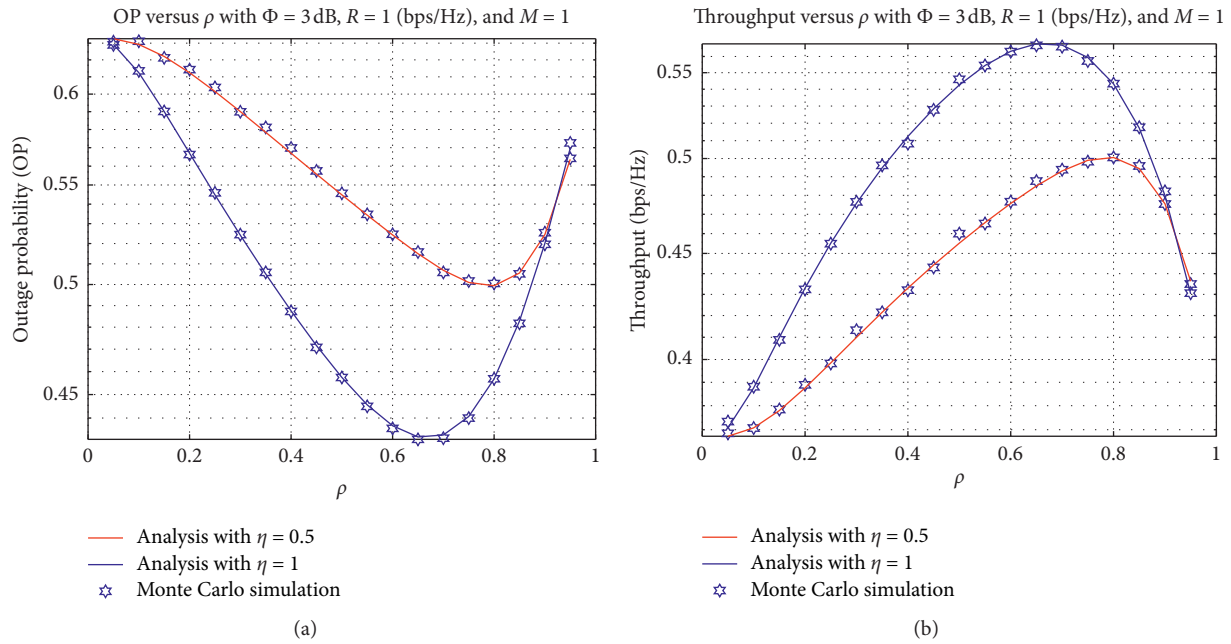 OP versus ρ with Φ = 3 dB, R = 1 (bps/Hz), and M = 1
Outage probability (OP)
0.6
0.55
0.5
0.45
0 0.2 0.4 0.6 0.8 1
ρ
Analysis with η = 0.5
Analysis with η = 1
Monte Carlo simulation
(a)
Throughput versus ρ with Φ = 3 dB, R = 1 (bps/Hz), and M = 1
Throughput (bps/Hz)
0.55
0.5
0.45
0.4
0 0.2 0.4 0.6 0.8 1
ρ
Analysis with η = 0.5
Analysis with η = 1
Monte Carlo simulation
(b)